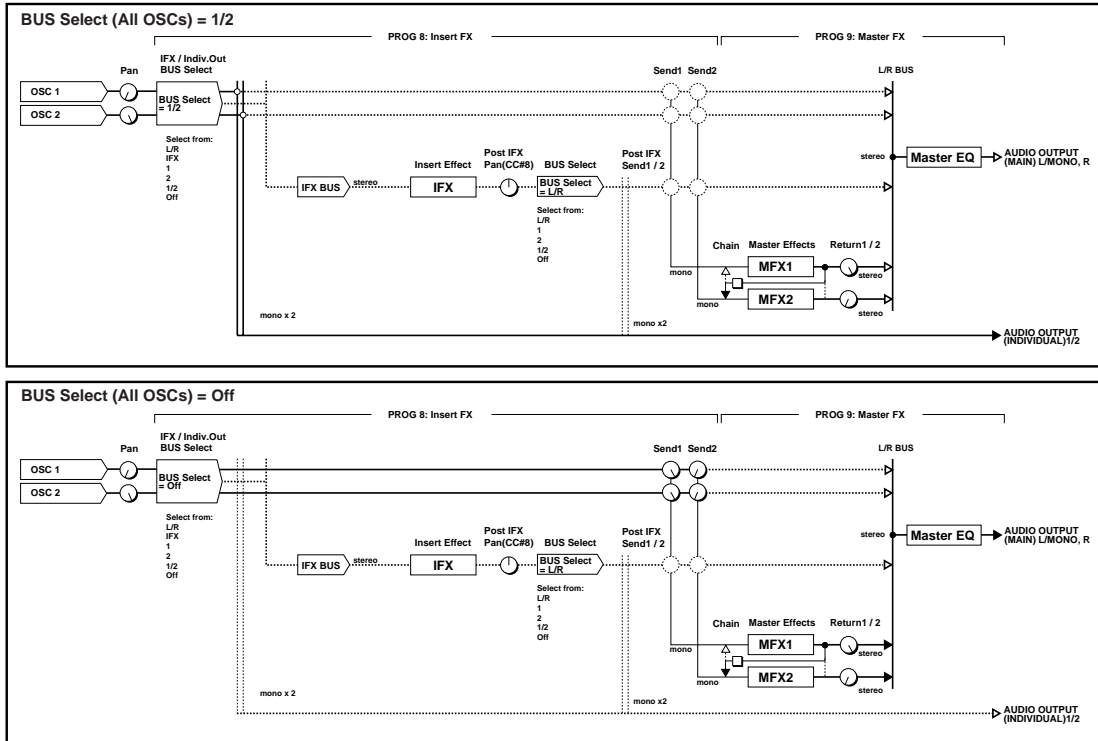 BUS Select (All OSCs) = 1/2
PROG 8: Insert FX
PROG 9: Master FX
IFX / Indiv.Out
BUS Select
Pan
Send1 Send2
L/R BUS
OSC 1
OSC 2
BUS Select
= 1/2
Select from:
L/R
IFX
1
2
1/2
Off
IFX BUS
stereo
Insert Effect
IFX
Post IFX
Pan(CC#8)
BUS Select
BUS Select
= L/R
Select from:
L/R
1
2
1/2
Off
Post IFX
Send1 / 2
stereo
Master EQ
AUDIO OUTPUT
(MAIN) L/MONO, R
Chain
Master Effects
Return1 / 2
mono
MFX1
stereo
mono
MFX2
stereo
mono x 2
mono x2
AUDIO OUTPUT
(INDIVIDUAL)1/2
BUS Select (All OSCs) = Off
PROG 8: Insert FX
PROG 9: Master FX
IFX / Indiv.Out
BUS Select
Pan
Send1 Send2
L/R BUS
OSC 1
OSC 2
BUS Select
= Off
Select from:
L/R
IFX
1
2
1/2
Off
IFX BUS
stereo
Insert Effect
IFX
Post IFX
Pan(CC#8)
BUS Select
BUS Select
= L/R
Select from:
L/R
1
2
1/2
Off
Post IFX
Send1 / 2
stereo
Master EQ
AUDIO OUTPUT
(MAIN) L/MONO, R
Chain
Master Effects
Return1 / 2
mono
MFX1
stereo
mono
MFX2
stereo
mono x 2
mono x2
AUDIO OUTPUT
(INDIVIDUAL)1/2